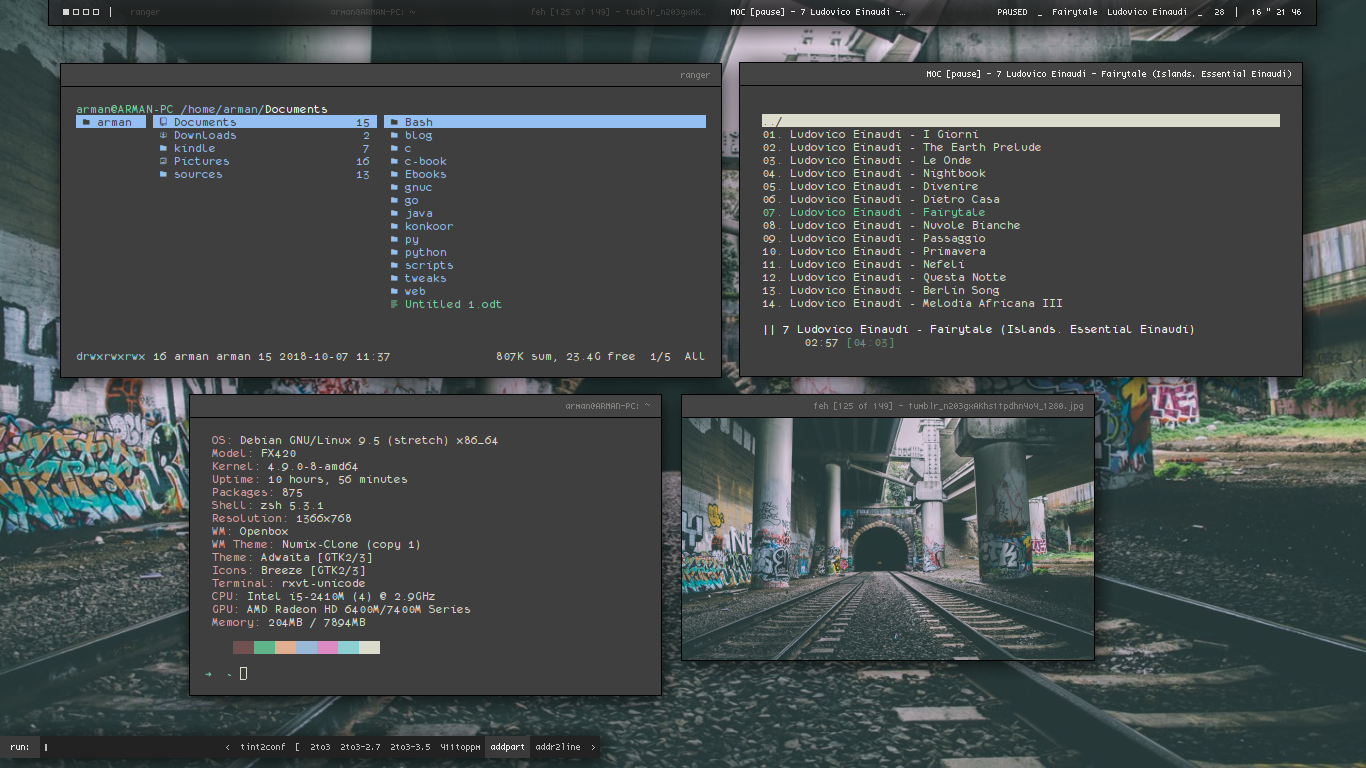 ranger arman@ARMAN-PC: ~ feh [125 of 149] - tumblr_n203gxAK… MOC [pause] - 7 Ludovico Einaudi -… PAUSED _ Fairytale Ludovico Einaudi _ 28 | 16 " 21 46
ranger
arman@ARMAN-PC /home/arman/Documents
arman Documents 15 Bash
Downloads 2 blog
kindle 7 c
Pictures 16 c-book
sources 13 Ebooks
gnuc
go
java
konkoor
py
python
scripts
tweaks
web
Untitled 1.odt
drwxrwxrwx 16 arman arman 15 2018-10-07 11:37 807K sum, 23.4G free 1/5 All
MOC [pause] - 7 Ludovico Einaudi - Fairytale (Islands. Essential Einaudi)
../
01. Ludovico Einaudi - I Giorni
02. Ludovico Einaudi - The Earth Prelude
03. Ludovico Einaudi - Le Onde
04. Ludovico Einaudi - Nightbook
05. Ludovico Einaudi - Divenire
06. Ludovico Einaudi - Dietro Casa
07. Ludovico Einaudi - Fairytale
08. Ludovico Einaudi - Nuvole Bianche
09. Ludovico Einaudi - Passaggio
10. Ludovico Einaudi - Primavera
11. Ludovico Einaudi - Nefeli
12. Ludovico Einaudi - Questa Notte
13. Ludovico Einaudi - Berlin Song
14. Ludovico Einaudi - Melodia Africana III
|| 7 Ludovico Einaudi - Fairytale (Islands. Essential Einaudi)
02:57 [04:03]
arman@ARMAN-PC: ~
OS: Debian GNU/Linux 9.5 (stretch) x86_64
Model: FX420
Kernel: 4.9.0-8-amd64
Uptime: 10 hours, 56 minutes
Packages: 875
Shell: zsh 5.3.1
Resolution: 1366x768
WM: Openbox
WM Theme: Numix-Clone (copy 1)
Theme: Adwaita [GTK2/3]
Icons: Breeze [GTK2/3]
Terminal: rxvt-unicode
CPU: Intel i5-2410M (4) @ 2.9GHz
GPU: AMD Radeon HD 6400M/7400M Series
Memory: 204MB / 7894MB
➜ ~
feh [125 of 149] - tumblr_n203gxAKhs1tpdhn4o4_1280.jpg
run: ‹ tint2conf [ 2to3 2to3-2.7 2to3-3.5 411toppm addpart addr2line ›